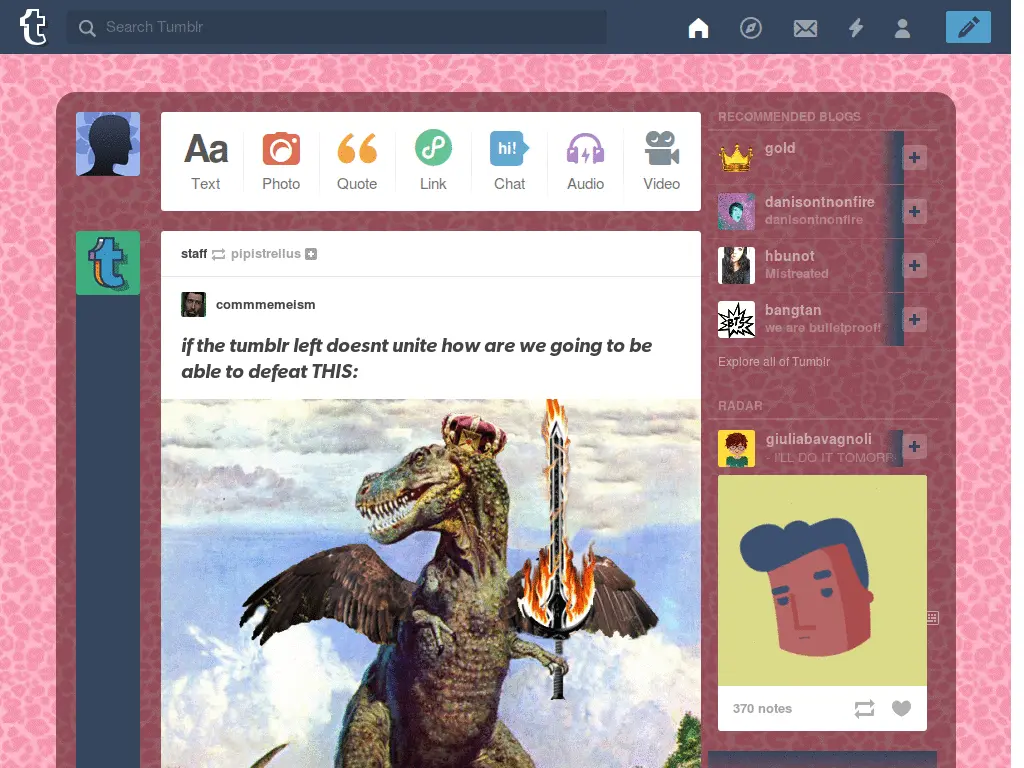 t
Search Tumblr
Aa
hi!
Text
Photo
Quote
Link
Chat
Audio
Video
t
staff pipistrellus
commmemeism
if the tumblr left doesnt unite how are we going to be
able to defeat THIS:
RECOMMENDED BLOGS
gold
danisontnonfire
danisontnonfire
hbunot
Mistreated
BTS
bangtan
we are bulletproof!
Explore all of Tumblr
RADAR
giuliabavagnoli
- I'LL DO IT TOMORR
370 notes